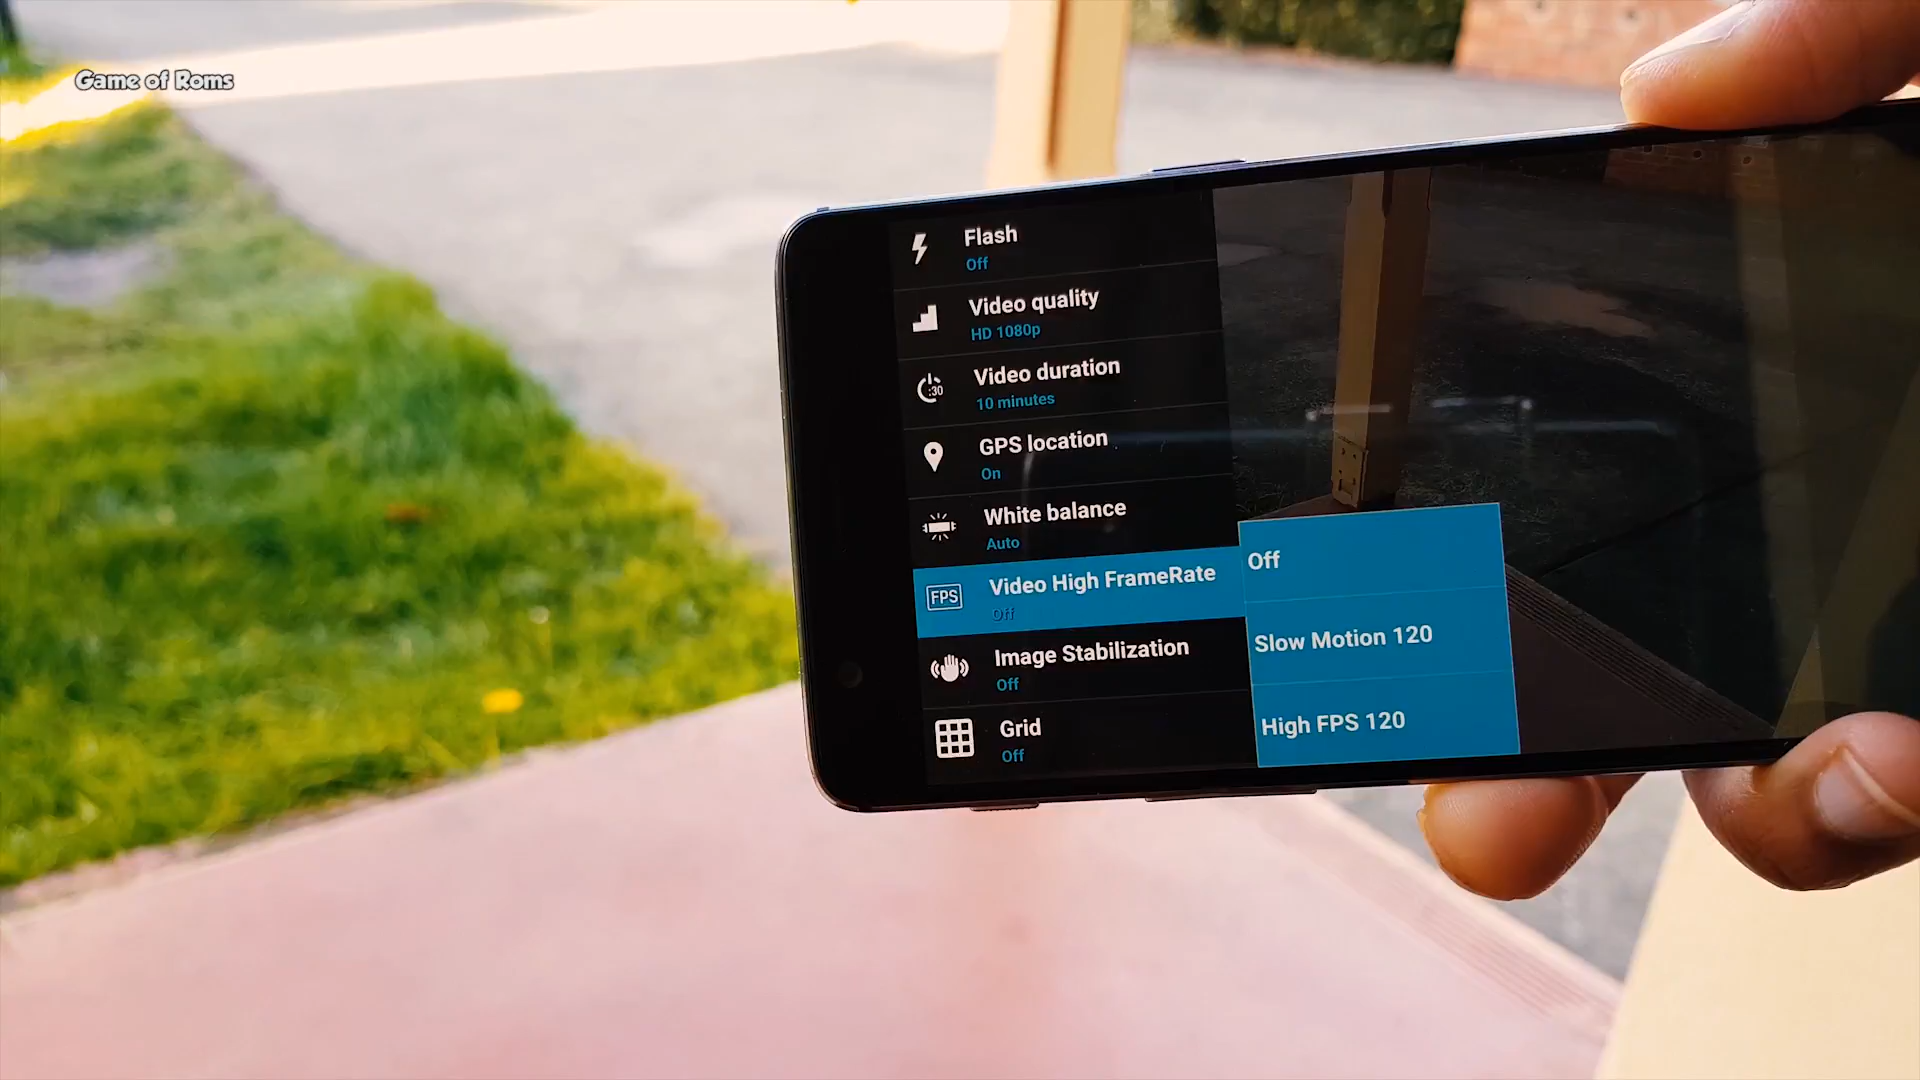 Game of Roms
Flash
Off
Video quality
HD 1080p
Video duration
:30
10 minutes
GPS location
On
White balance
Auto
Video High FrameRate
FPS
Off
Image Stabilization
Off
Grid
Off
Off
Slow Motion 120
High FPS 120